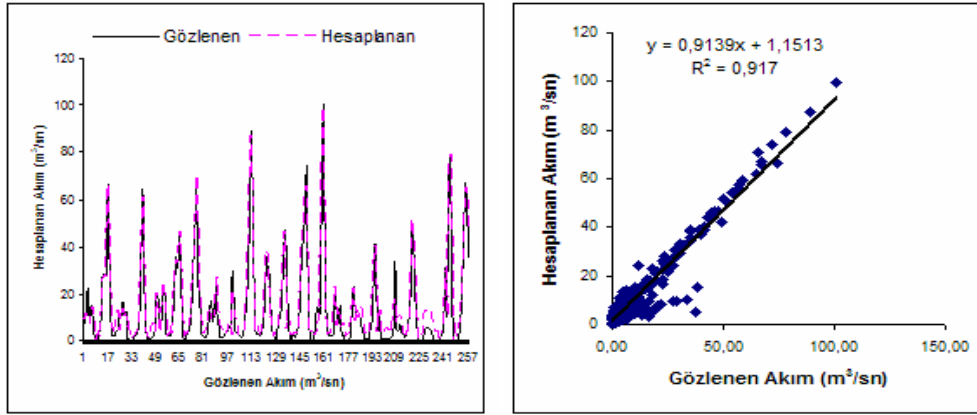 Gözlenen Hesaplanan
Hesaplanan Akım (m³/sn)
120
100
80
60
40
20
0
1 17 33 49 65 81 97 113 129 145 161 177 193 209 225 241 257
Gözlenen Akım (m³/sn)
y = 0,9139x + 1,1513
R² = 0,917
Hesaplanan Akım (m³/sn)
120
100
80
60
40
20
0
0,00 50,00 100,00 150,00
Gözlenen Akım (m³/sn)